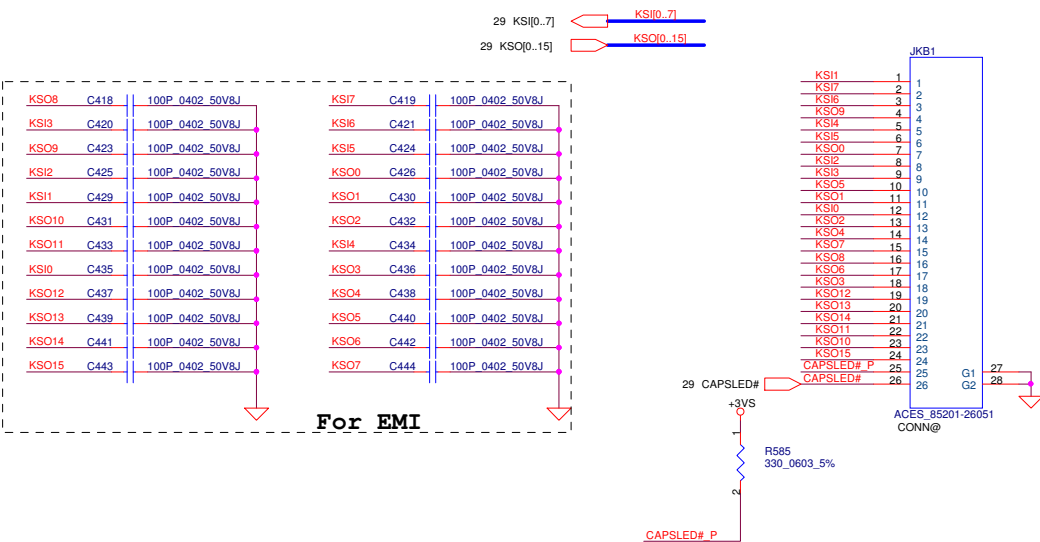 29 KSI[0..7] KSI[0..7]
29 KSO[0..15] KSO[0..15]
KSO8 C418 100P_0402_50V8J KSI7 C419 100P_0402_50V8J
KSI3 C420 100P_0402_50V8J KSI6 C421 100P_0402_50V8J
KSO9 C423 100P_0402_50V8J KSI5 C424 100P_0402_50V8J
KSI2 C425 100P_0402_50V8J KSO0 C426 100P_0402_50V8J
KSI1 C429 100P_0402_50V8J KSO1 C430 100P_0402_50V8J
KSO10 C431 100P_0402_50V8J KSO2 C432 100P_0402_50V8J
KSO11 C433 100P_0402_50V8J KSI4 C434 100P_0402_50V8J
KSI0 C435 100P_0402_50V8J KSO3 C436 100P_0402_50V8J
KSO12 C437 100P_0402_50V8J KSO4 C438 100P_0402_50V8J
KSO13 C439 100P_0402_50V8J KSO5 C440 100P_0402_50V8J
KSO14 C441 100P_0402_50V8J KSO6 C442 100P_0402_50V8J
KSO15 C443 100P_0402_50V8J KSO7 C444 100P_0402_50V8J
For EMI
JKB1
KSI1 1 1
KSI7 2 2
KSI6 3 3
KSO9 4 4
KSI4 5 5
KSI5 6 6
KSO0 7 7
KSI2 8 8
KSI3 9 9
KSO5 10 10
KSO1 11 11
KSI0 12 12
KSO2 13 13
KSO4 14 14
KSO7 15 15
KSO8 16 16
KSO6 17 17
KSO3 18 18
KSO12 19 19
KSO13 20 20
KSO14 21 21
KSO11 22 22
KSO10 23 23
KSO15 24 24
CAPSLED#_P 25 25 G1 27
29 CAPSLED# CAPSLED# 26 26 G2 28
ACES_85201-26051
CONN@
+3VS
1
R585
330_0603_5%
2
CAPSLED#_P